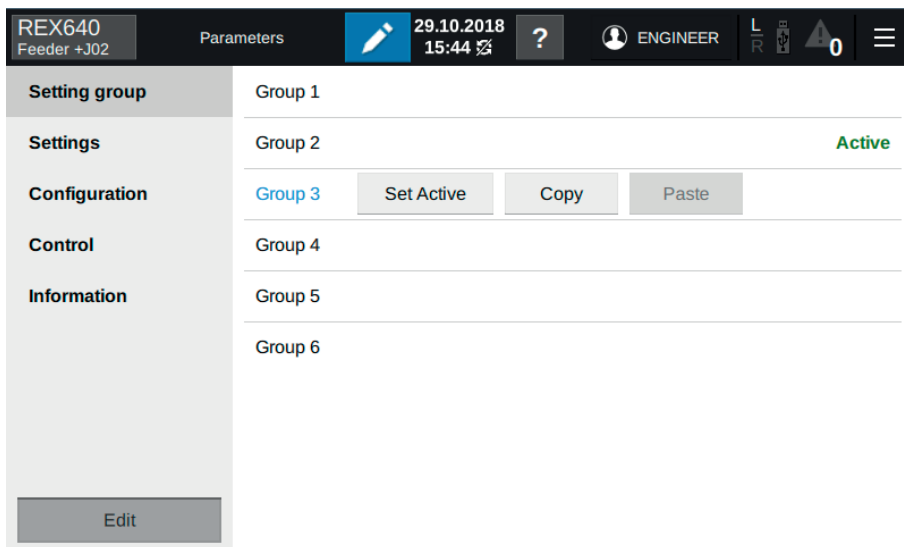 REX640
Feeder +J02
Parameters
29.10.2018
15:44
?
ENGINEER
L
R
0
Setting group
Settings
Configuration
Control
Information
Group 1
Group 2 Active
Group 3 Set Active Copy Paste
Group 4
Group 5
Group 6
Edit